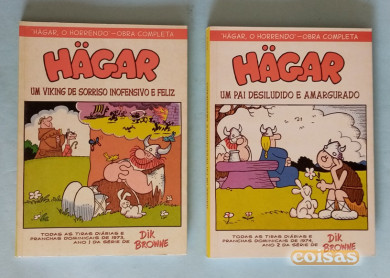 "HÄGAR, O HORRENDO" – OBRA COMPLETA
HÄGAR
UM VIKING DE SORRISO INOFENSIVO E FELIZ
TODAS AS TIRAS DIÁRIAS E
PRANCHAS DOMINICAIS DE 1973,
ANO 1 DA SÉRIE DE
DIK
BROWNE
"HÄGAR, O HORRENDO" – OBRA COMPLETA
HÄGAR
UM PAI DESILUDIDO E AMARGURADO
TODAS AS TIRAS DIÁRIAS E
PRANCHAS DOMINICAIS DE 1974,
ANO 2 DA SÉRIE DE
DIK
BROWNE
coisas